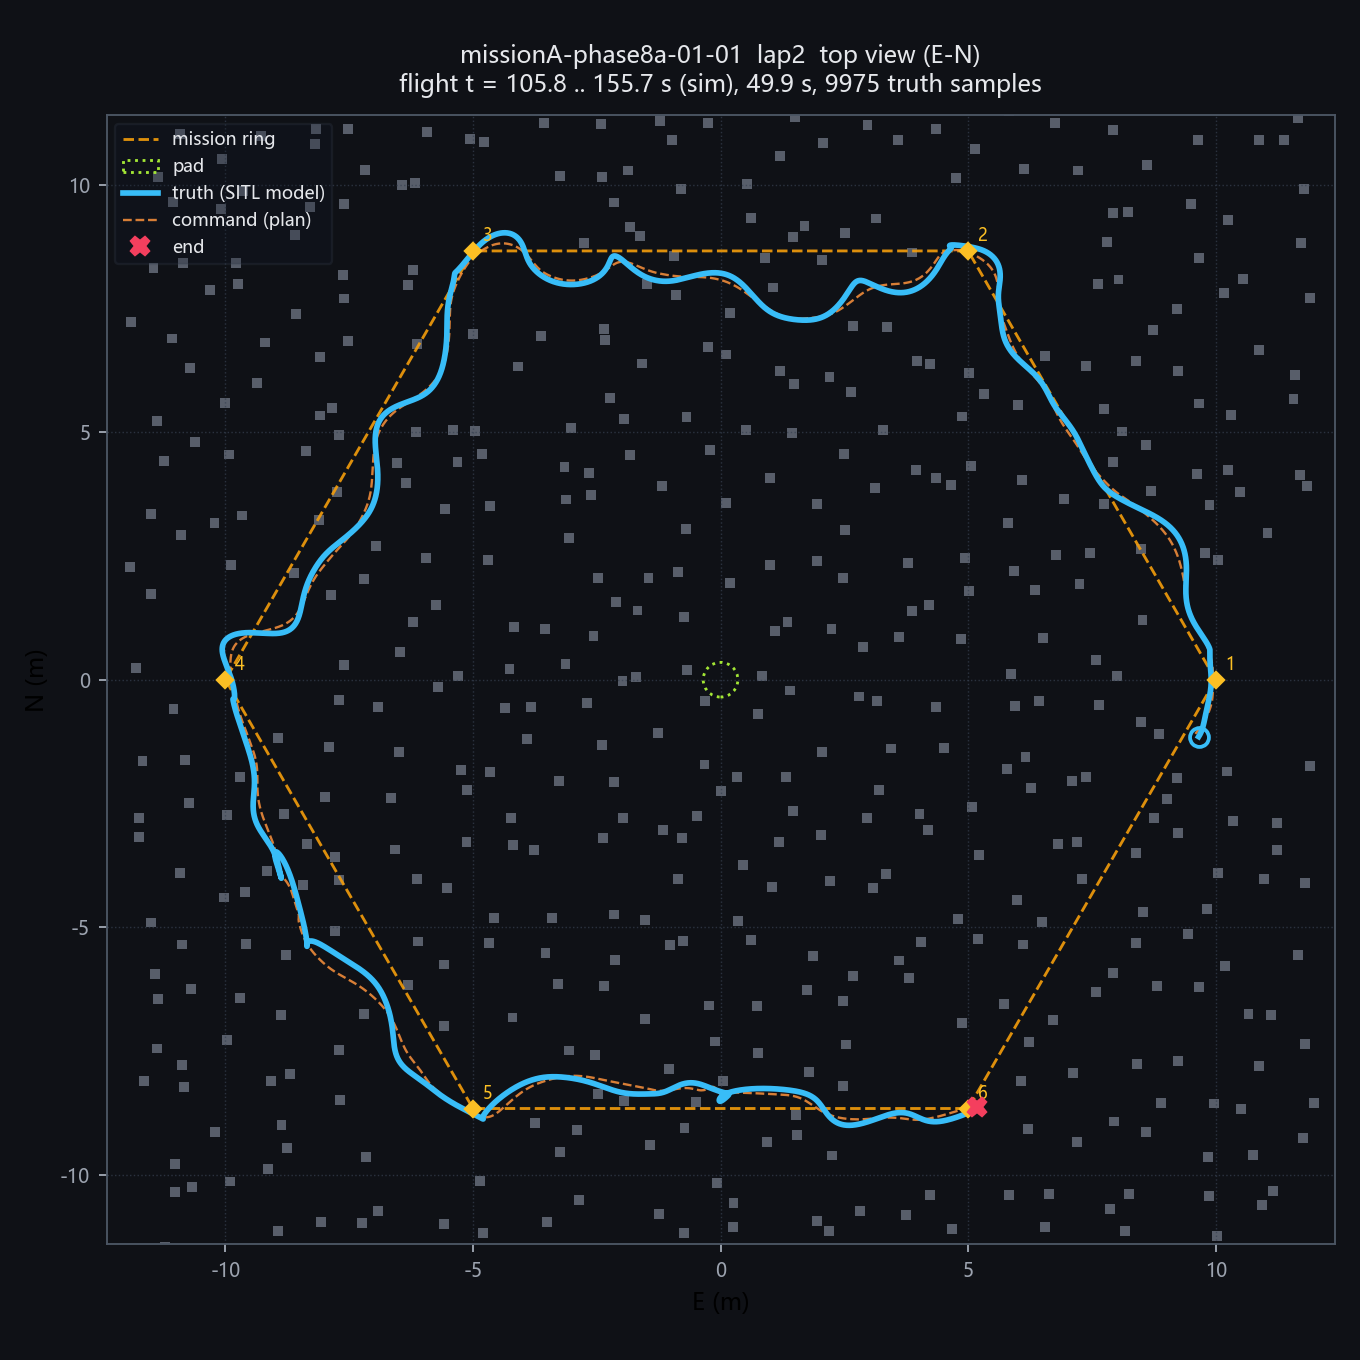 missionA-phase8a-01-01 lap2 top view (E-N)
flight t = 105.8 .. 155.7 s (sim), 49.9 s, 9975 truth samples
mission ring
pad
truth (SITL model)
command (plan)
end
3
2
4
1
5
6
10
5
0
-5
-10
N (m)
-10
-5
0
5
10
E (m)